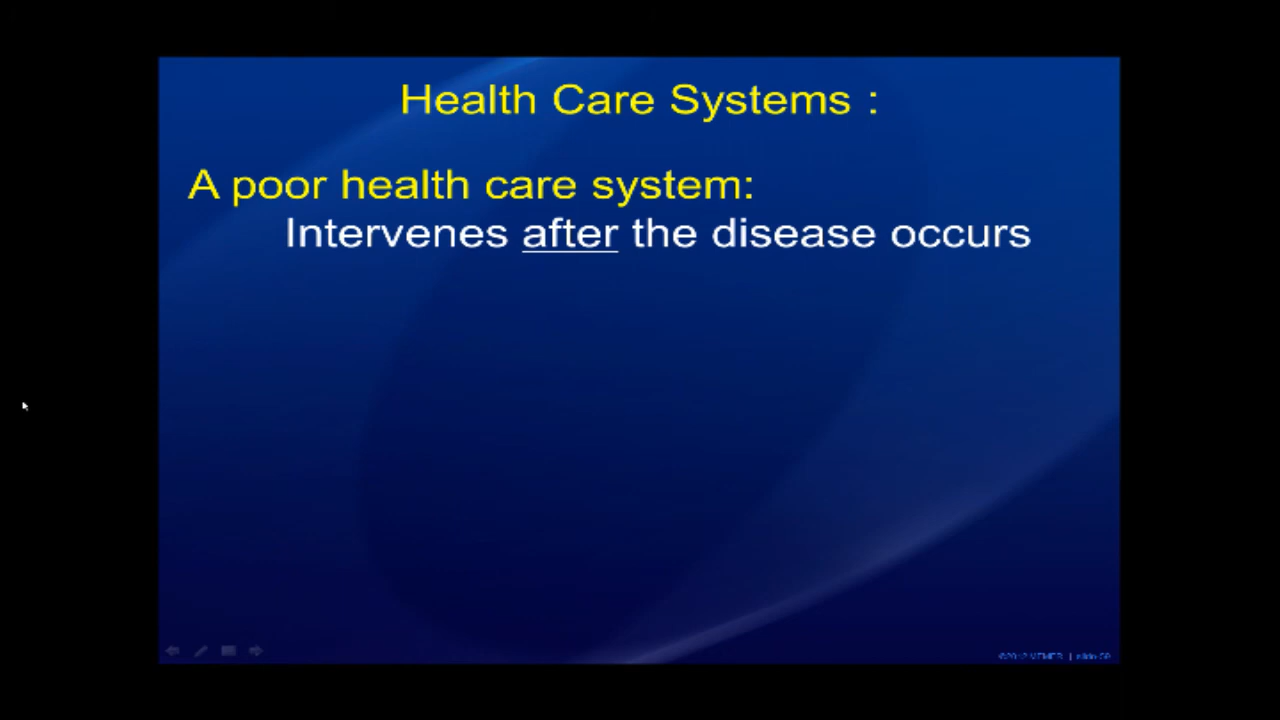 Health Care Systems :
A poor health care system:
Intervenes after the disease occurs